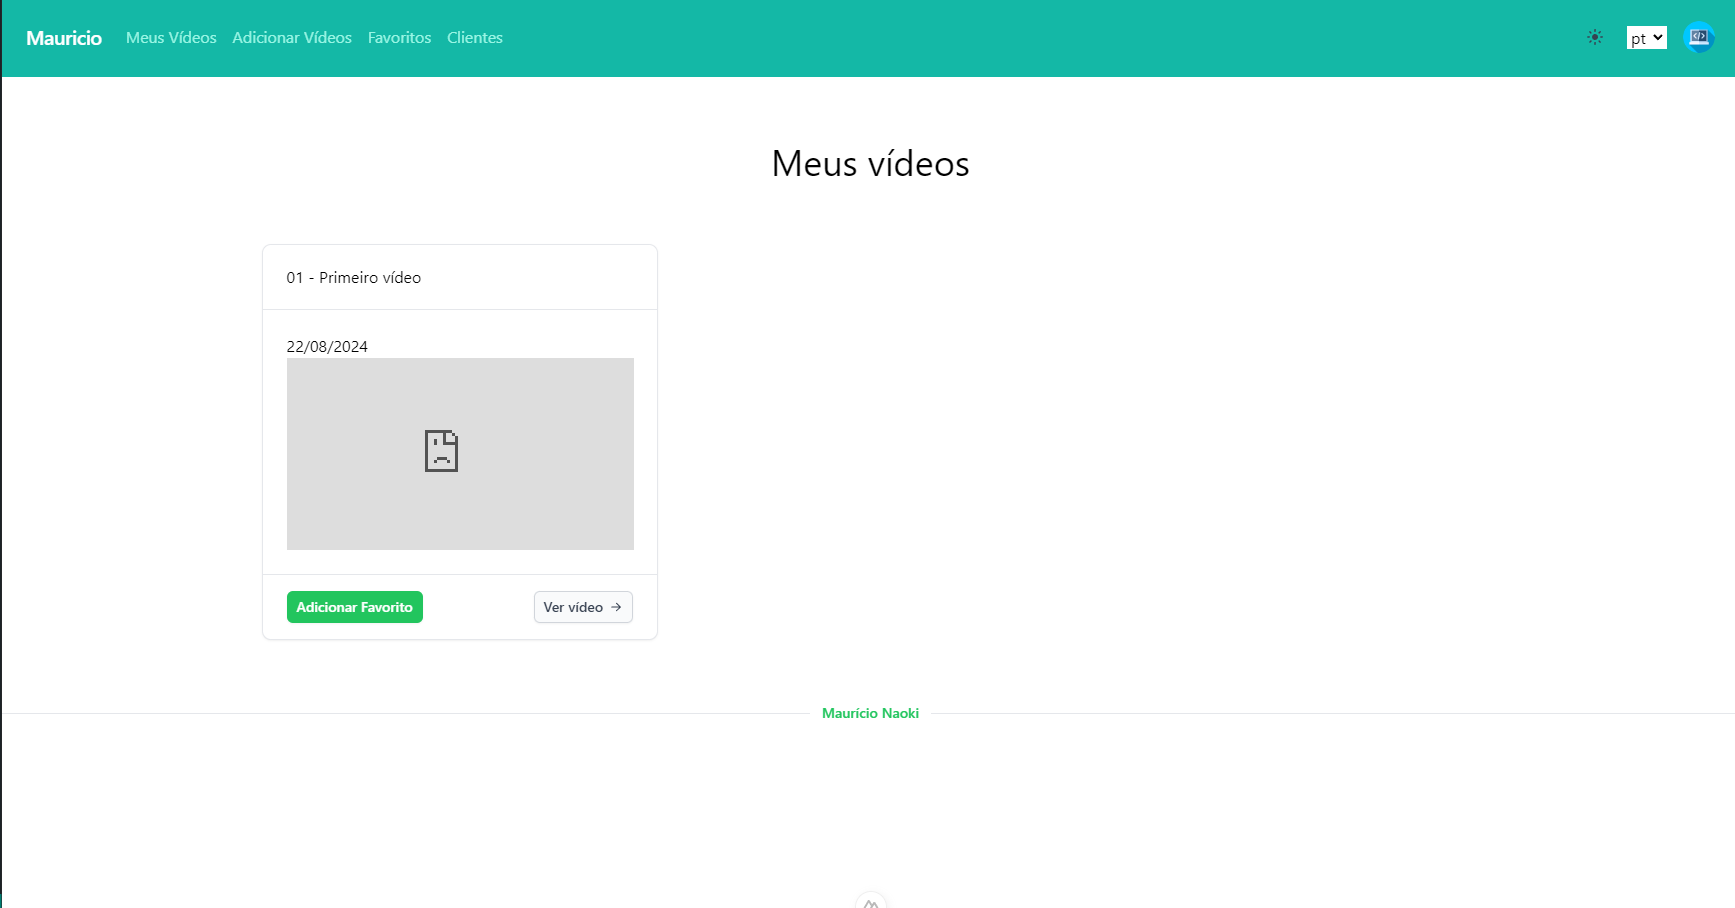 Mauricio Meus Vídeos Adicionar Vídeos Favoritos Clientes pt
Meus vídeos
01 - Primeiro vídeo
22/08/2024
Adicionar Favorito Ver vídeo →
Maurício Naoki